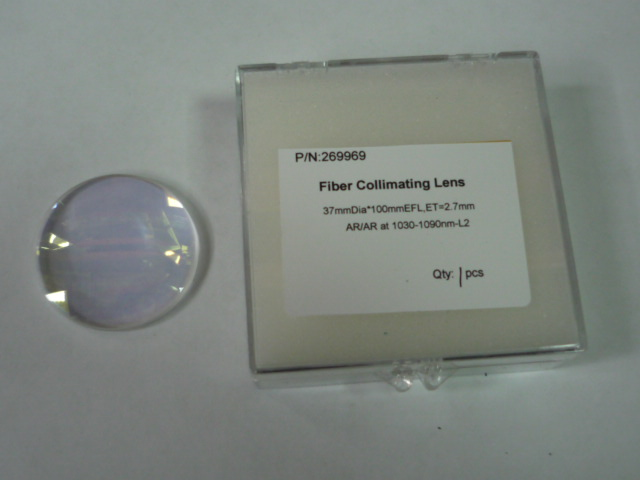 P/N:269969
Fiber Collimating Lens
37mmDia*100mmEFL,ET=2.7mm
AR/AR at 1030-1090nm-L2
Qty: 1 pcs